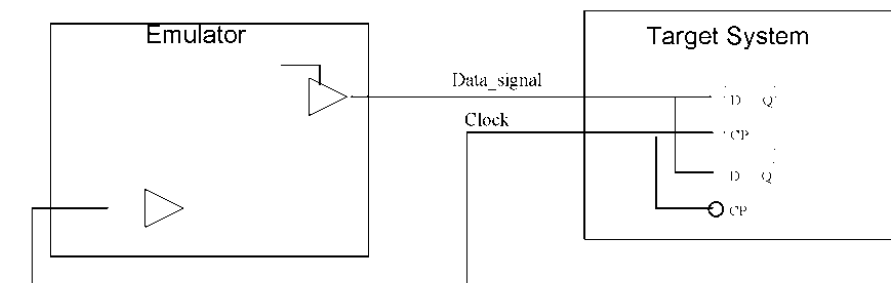 Emulator
Target System
Data_signal
D Q
Clock
CP
D Q
CP